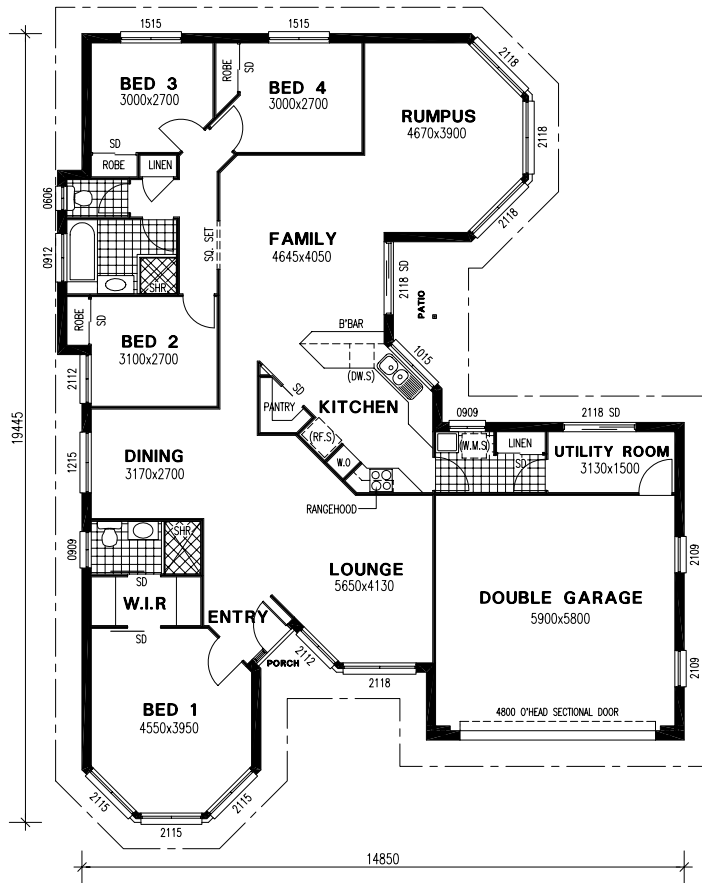 1515
1515
BED 3
3000x2700
ROBE
SD
BED 4
3000x2700
2118
RUMPUS
4670x3900
2118
2118
SD
ROBE
LINEN
0606
0912
SHR
SQ. SET
FAMILY
4645x4050
2118 SD
PATIO
ROBE
SD
BED 2
3100x2700
2112
B'BAR
(DW.S)
1015
SD
PANTRY
KITCHEN
(RF.S)
W.O
RANGEHOOD
0909
2118 SD
(W.M.S)
LINEN
SD
UTILITY ROOM
3130x1500
19445
1215
DINING
3170x2700
0909
SHR
SD
W.I.R
SD
ENTRY
LOUNGE
5650x4130
DOUBLE GARAGE
5900x5800
2109
2109
PORCH
2112
2118
4800 O'HEAD SECTIONAL DOOR
BED 1
4550x3950
2115
2115
2115
14850